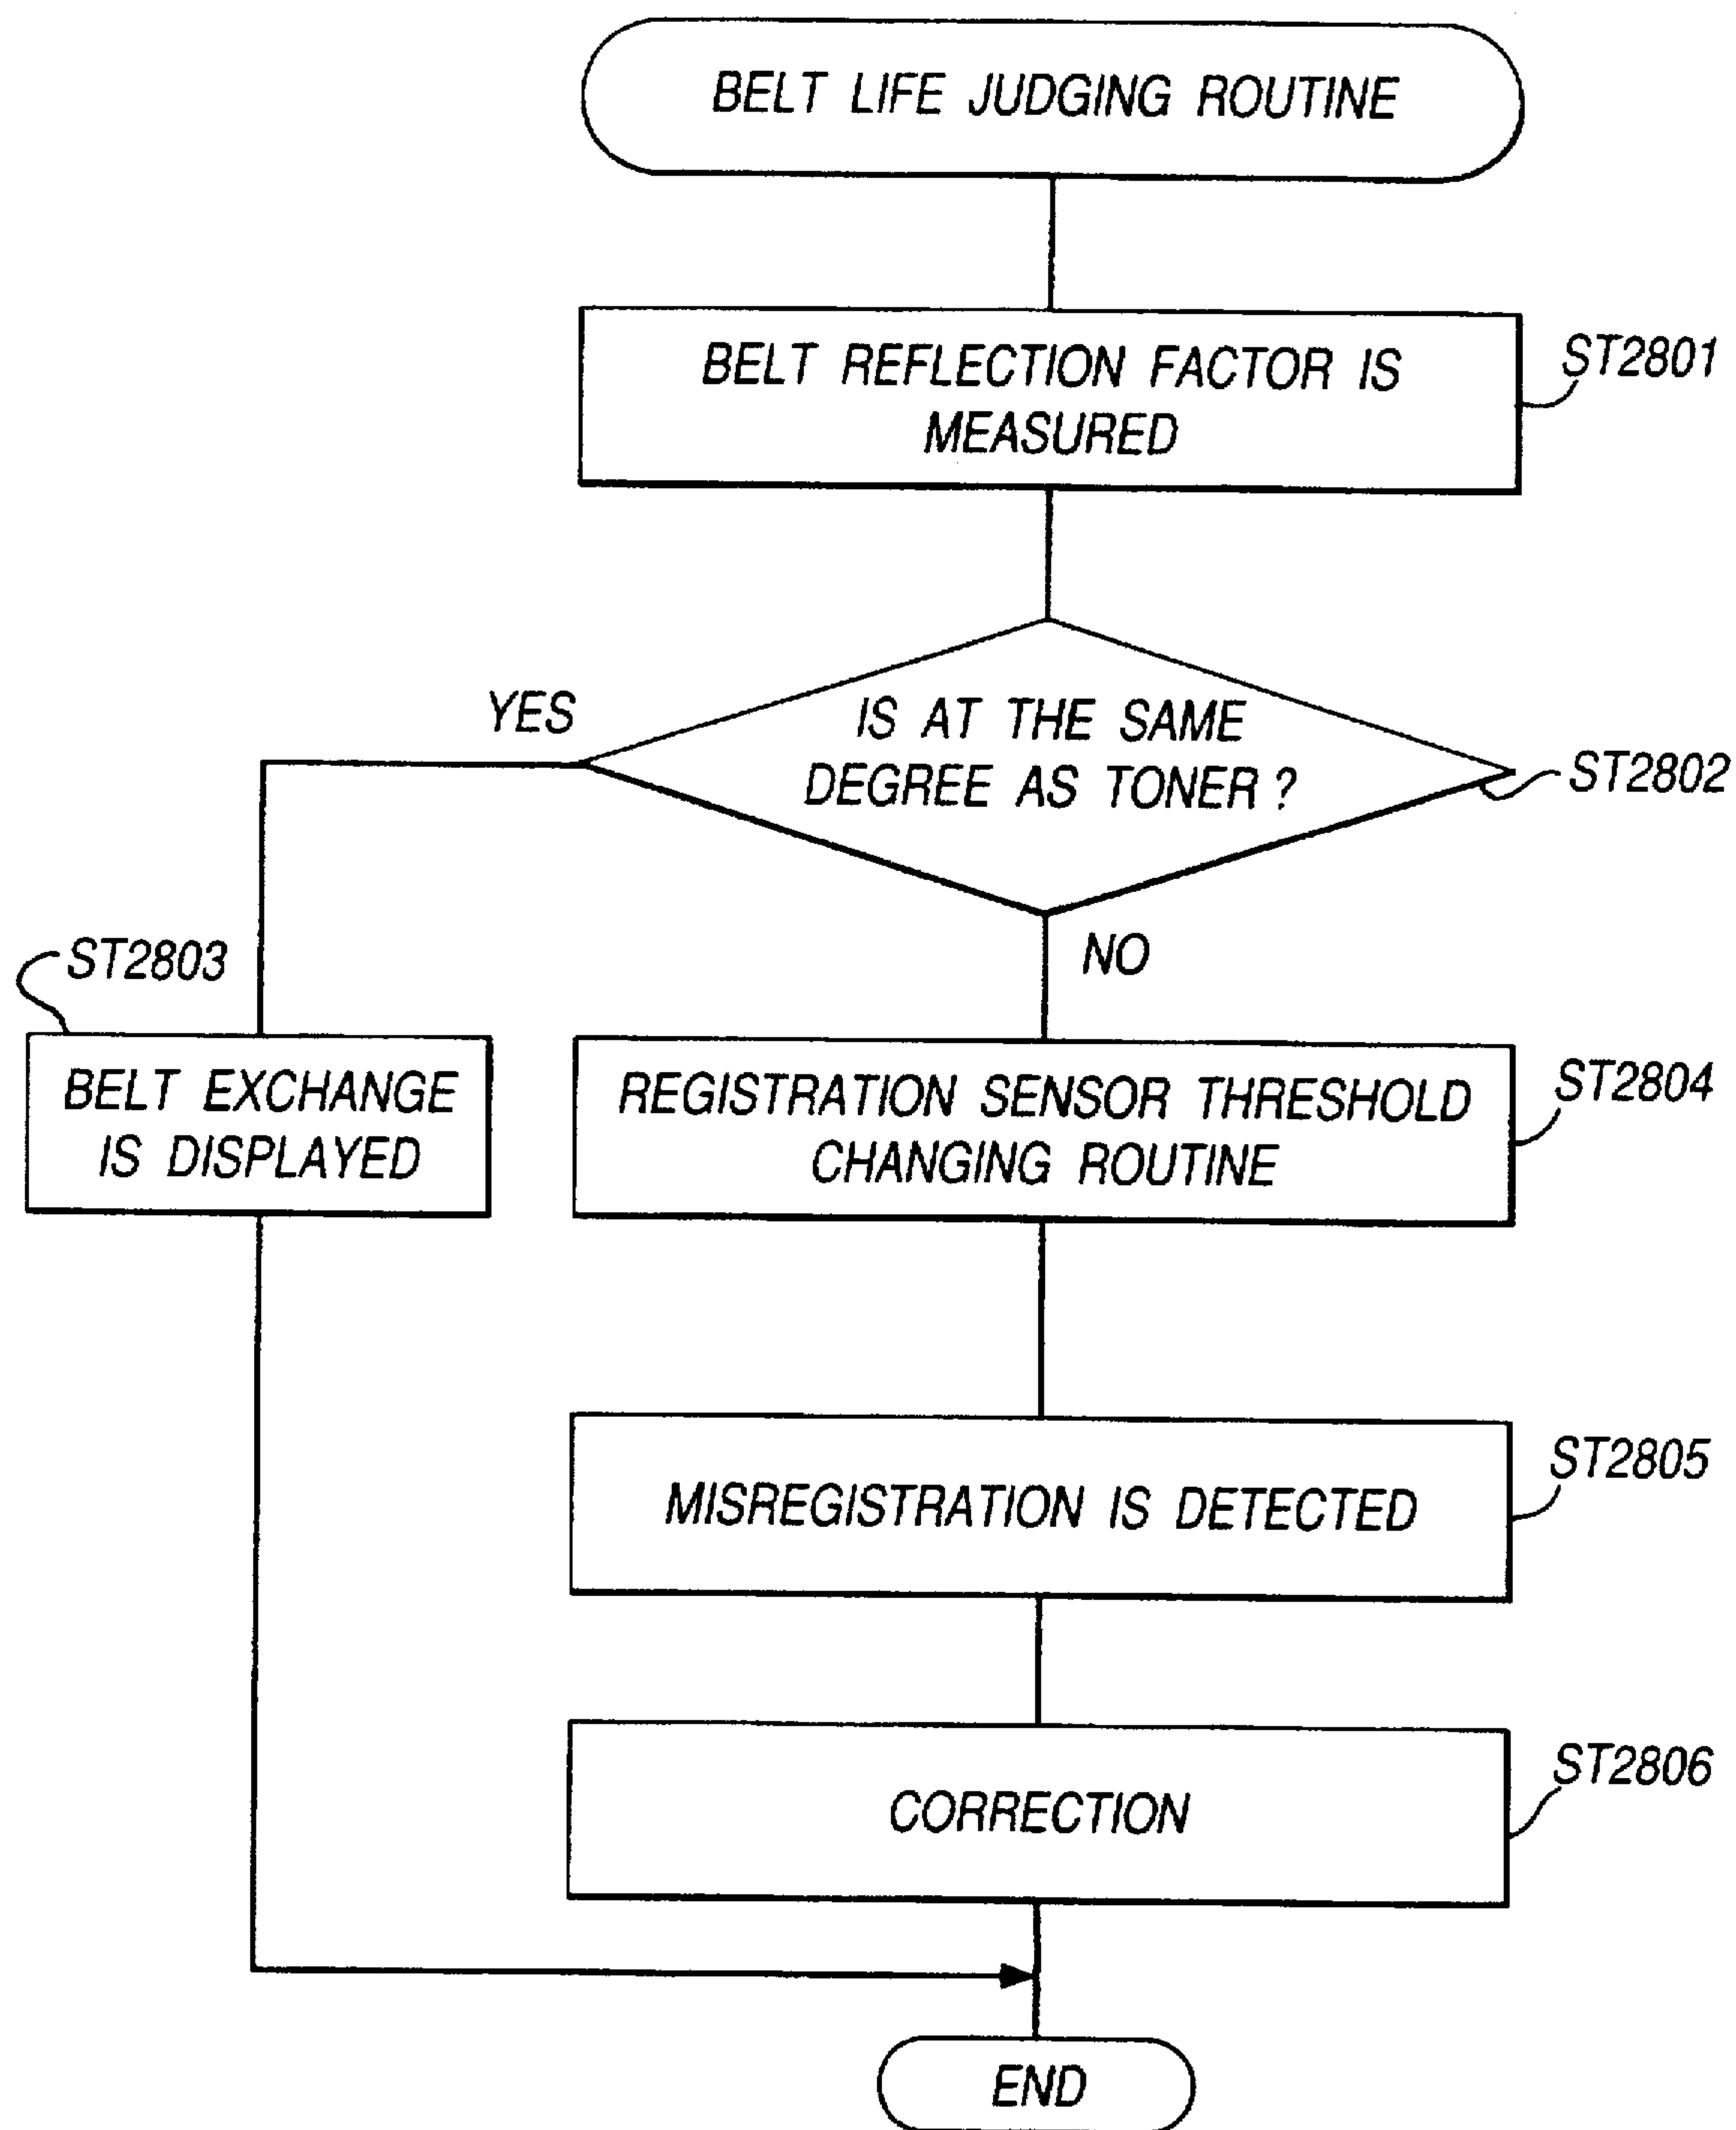 BELT LIFE JUDGING ROUTINE
BELT REFLECTION FACTOR IS
MEASURED
ST2801
IS AT THE SAME
DEGREE AS TONER ?
ST2802
YES
NO
ST2803
BELT EXCHANGE
IS DISPLAYED
REGISTRATION SENSOR THRESHOLD
CHANGING ROUTINE
ST2804
MISREGISTRATION IS DETECTED
ST2805
CORRECTION
ST2806
END